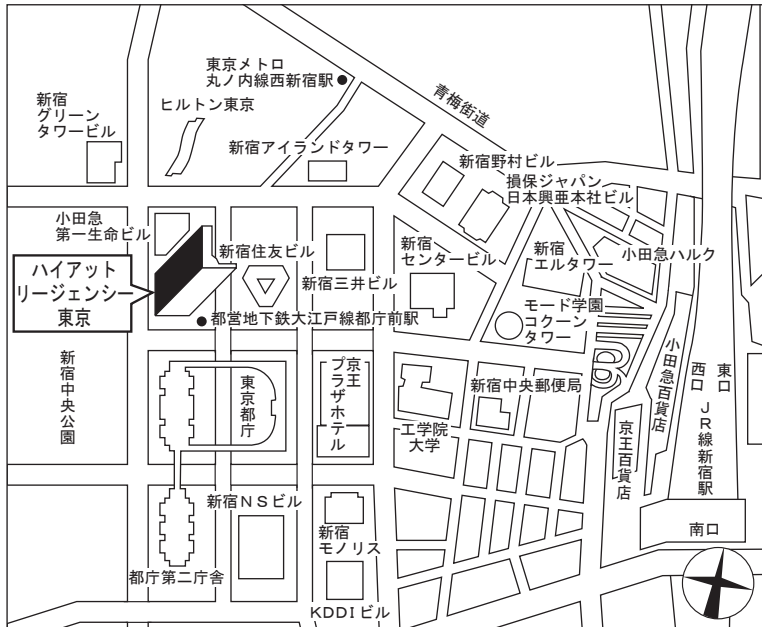 東京メトロ
丸ノ内線西新宿駅
青梅街道
新宿
グリーン
タワービル
ヒルトン東京
新宿アイランドタワー
新宿野村ビル
損保ジャパン
日本興亜本社ビル
小田急
第一生命ビル
新宿住友ビル
新宿三井ビル
新宿
センタービル
新宿
エルタワー
小田急ハルク
ハイアット
リージェンシー
東京
都営地下鉄大江戸線都庁前駅
モード学園
コクーン
タワー
新宿中央公園
東京都庁
京王
プラザホテル
新宿中央郵便局
工学院
大学
小田急百貨店
京王百貨店
東口
西口
JR線新宿駅
南口
新宿NSビル
新宿
モノリス
都庁第二庁舎
KDDIビル